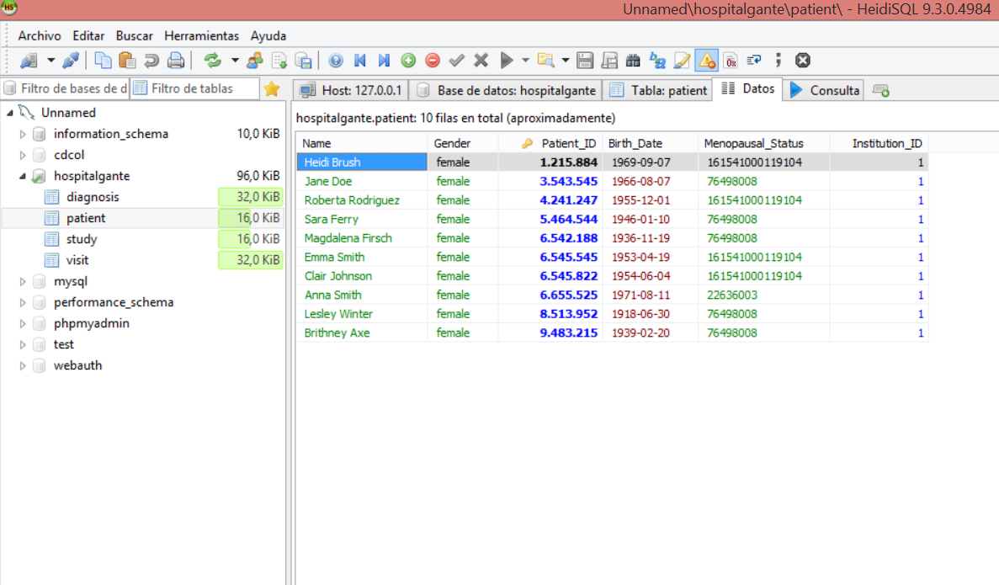 HS
Unnamed\hospitalgante\patient\ - HeidiSQL 9.3.0.4984
Archivo Editar Buscar Herramientas Ayuda
Filtro de bases de d Filtro de tablas
Host: 127.0.0.1 Base de datos: hospitalgante Tabla: patient Datos Consulta
Unnamed
information_schema 10,0 KiB
cdcol
hospitalgante 96,0 KiB
diagnosis 32,0 KiB
patient 16,0 KiB
study 16,0 KiB
visit 32,0 KiB
mysql
performance_schema
phpmyadmin
test
webauth
hospitalgante.patient: 10 filas en total (aproximadamente)
Name Gender Patient_ID Birth_Date Menopausal_Status Institution_ID
Heidi Brush female 1.215.884 1969-09-07 161541000119104 1
Jane Doe female 3.543.545 1966-08-07 76498008 1
Roberta Rodriguez female 4.241.247 1955-12-01 161541000119104 1
Sara Ferry female 5.464.544 1946-01-10 76498008 1
Magdalena Firsch female 6.542.188 1936-11-19 76498008 1
Emma Smith female 6.545.545 1953-04-19 161541000119104 1
Clair Johnson female 6.545.822 1954-06-04 161541000119104 1
Anna Smith female 6.655.525 1971-08-11 22636003 1
Lesley Winter female 8.513.952 1918-06-30 76498008 1
Brithney Axe female 9.483.215 1939-02-20 76498008 1